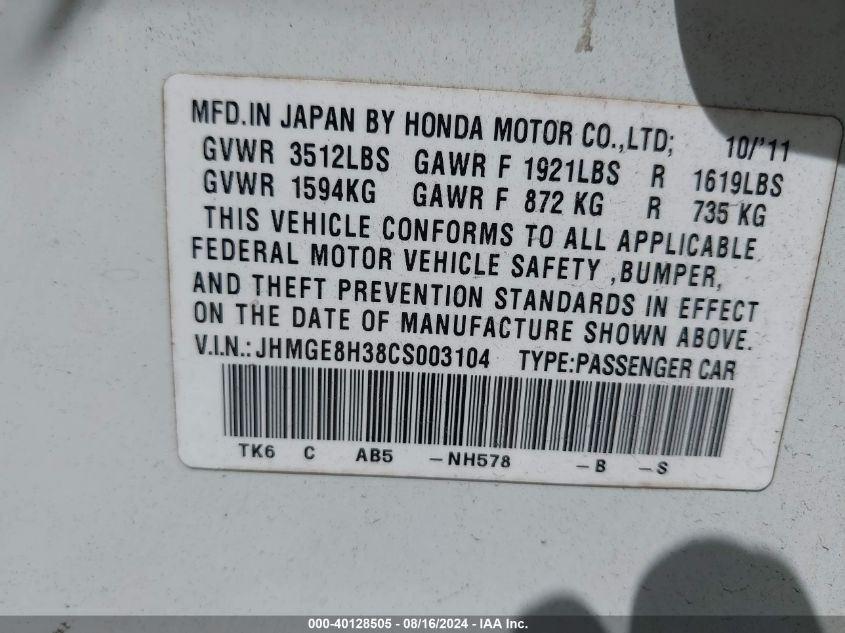 MFD.IN JAPAN BY HONDA MOTOR CO.,LTD; 10/'11
GVWR 3512LBS GAWR F 1921LBS R 1619LBS
GVWR 1594KG GAWR F 872 KG R 735 KG
THIS VEHICLE CONFORMS TO ALL APPLICABLE
FEDERAL MOTOR VEHICLE SAFETY ,BUMPER,
AND THEFT PREVENTION STANDARDS IN EFFECT
ON THE DATE OF MANUFACTURE SHOWN ABOVE.
V.I.N.: JHMGE8H38CS003104 TYPE:PASSENGER CAR
TK6 C AB5 -NH578 -B -S
000-40128505 - 08/16/2024 - IAA Inc.